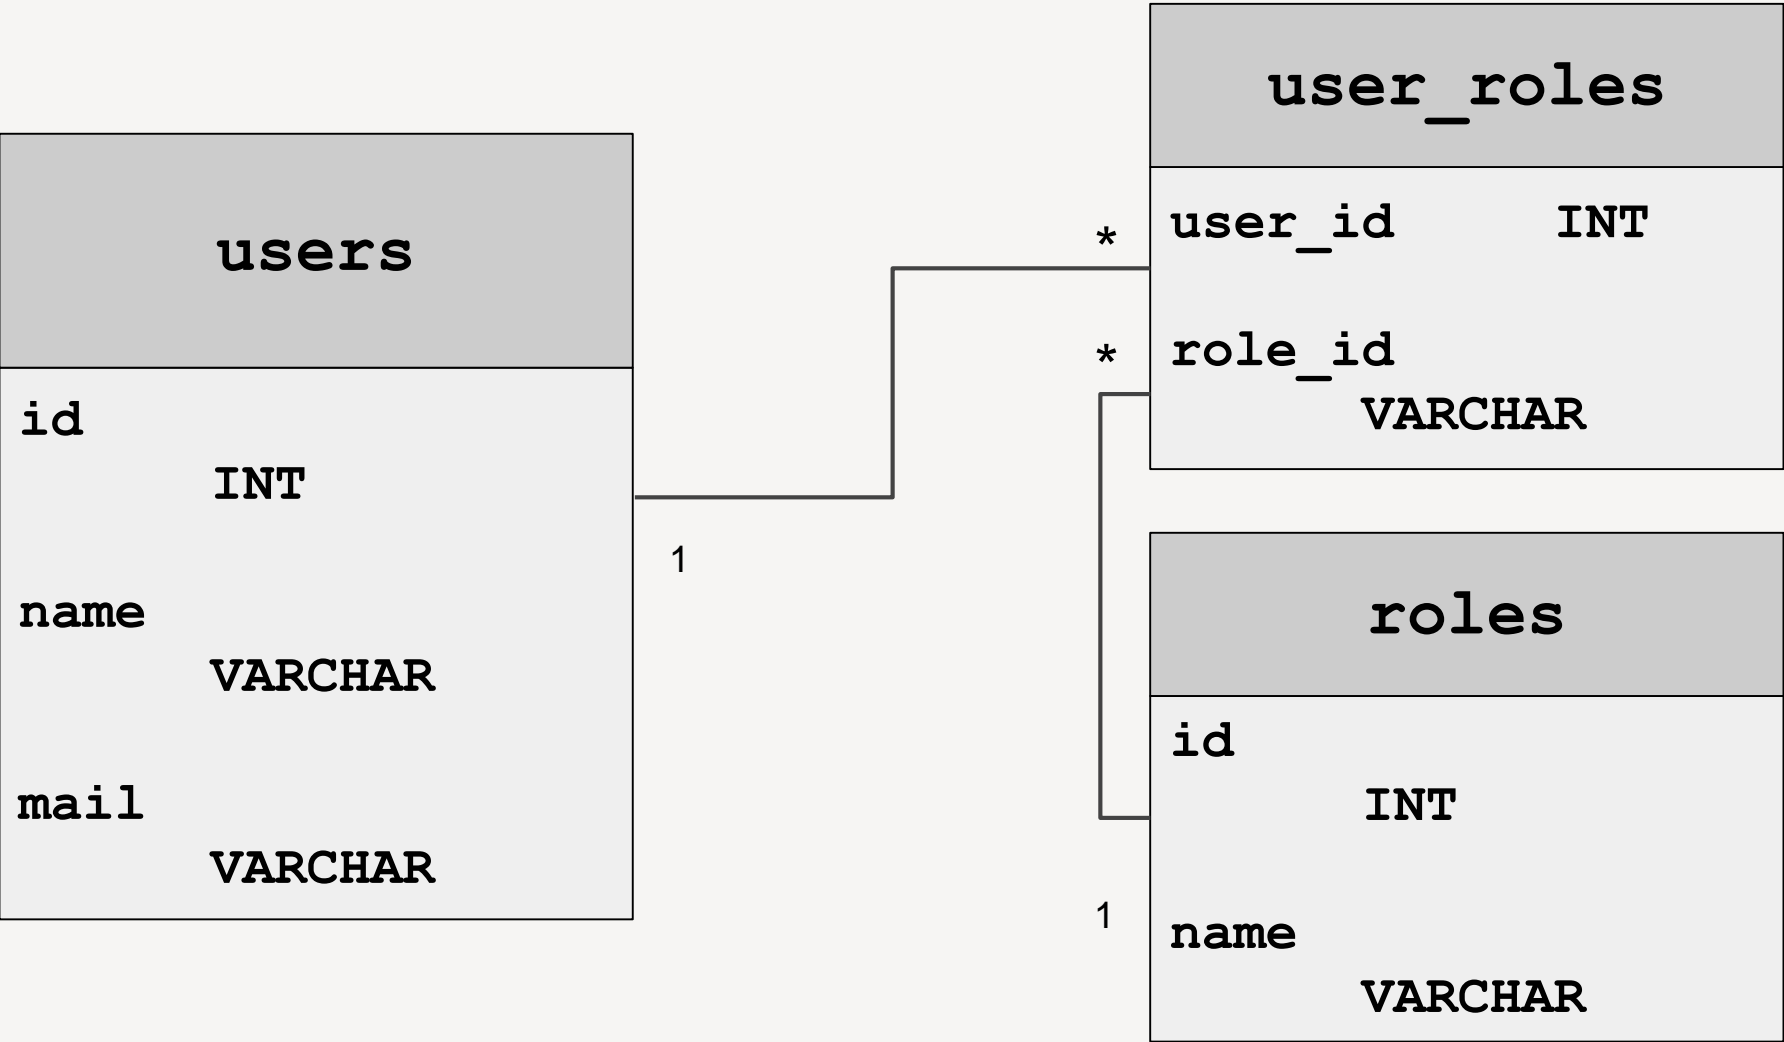 users
id
INT
name
VARCHAR
mail
VARCHAR
1
*
*
user_roles
user_id INT
role_id
VARCHAR
roles
id
INT
name
VARCHAR
1